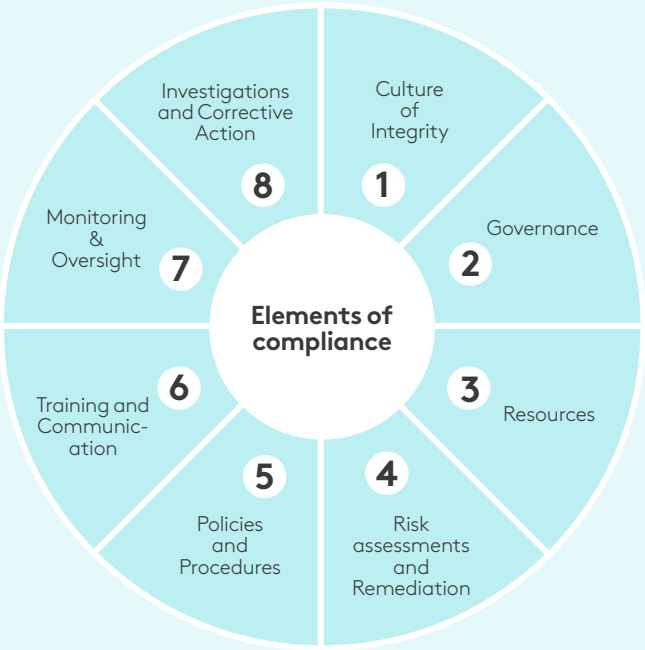 Elements of
compliance
Culture
of
Integrity
1
Governance
2
3
Resources
4
Risk
assessments
and
Remediation
5
Policies
and
Procedures
6
Training and
Communic-
ation
Monitoring
&
Oversight
7
Investigations
and Corrective
Action
8